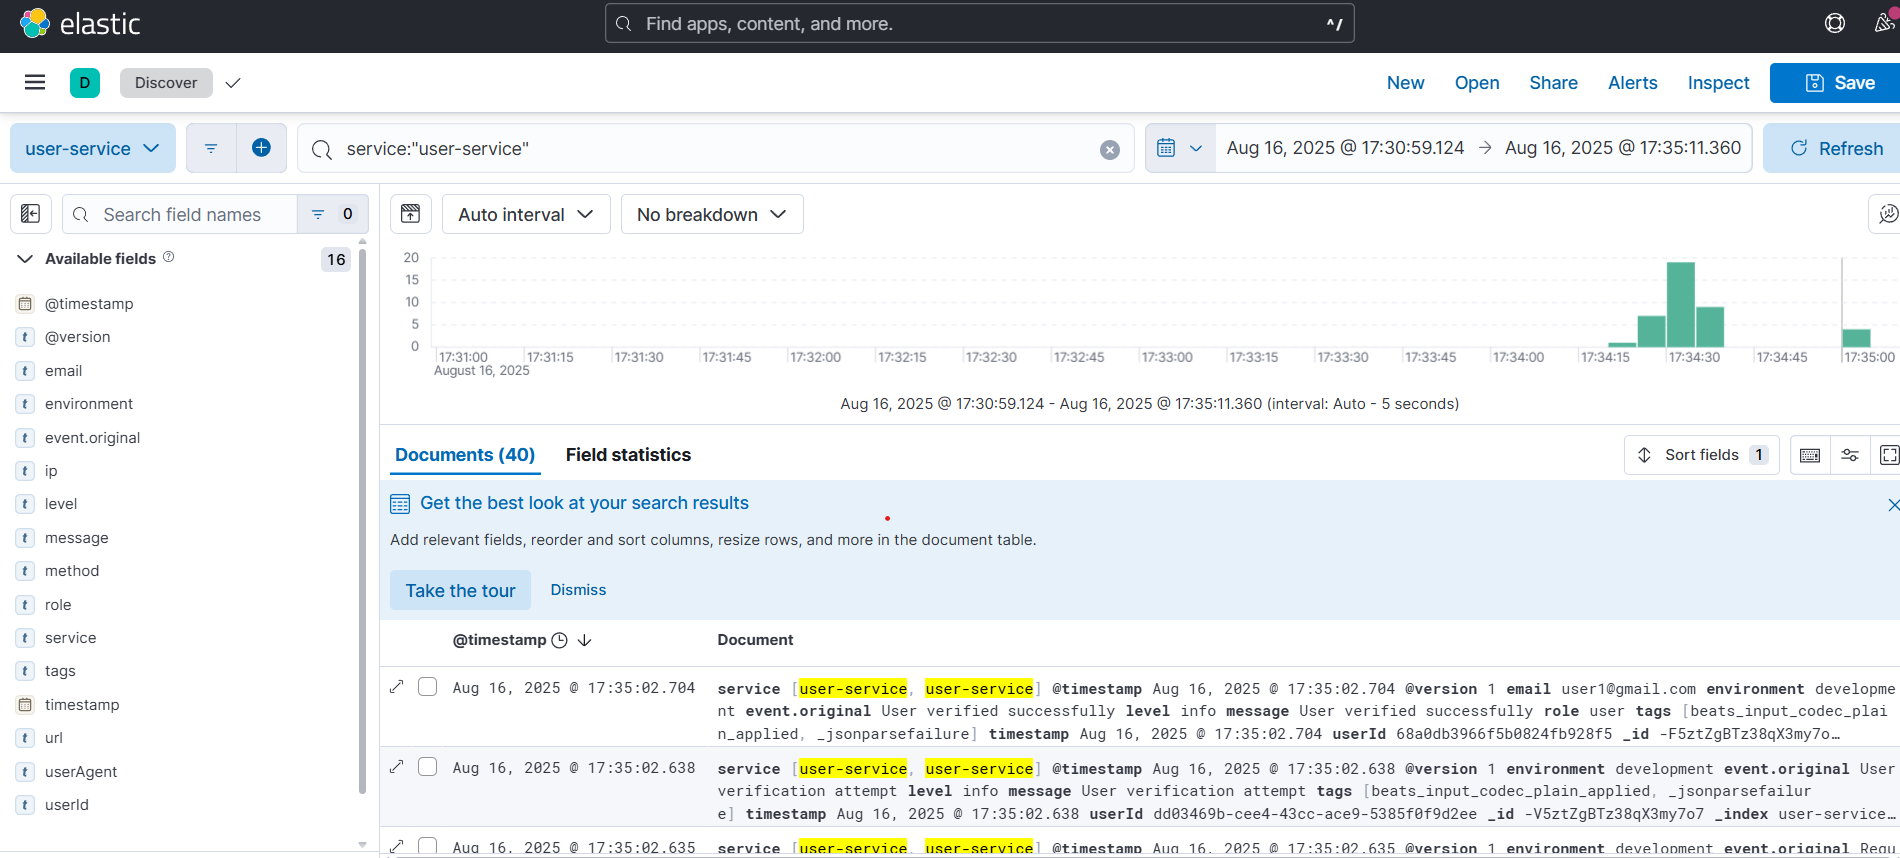 elastic
Find apps, content, and more.
^/
D
Discover
New Open Share Alerts Inspect Save
user-service
service:"user-service"
Aug 16, 2025 @ 17:30:59.124 → Aug 16, 2025 @ 17:35:11.360
Refresh
Search field names
0
Auto interval
No breakdown
Available fields
16
@timestamp
@version
email
environment
event.original
ip
level
message
method
role
service
tags
timestamp
url
userAgent
userId
20
15
10
5
0
17:31:00 17:31:15 17:31:30 17:31:45 17:32:00 17:32:15 17:32:30 17:32:45 17:33:00 17:33:15 17:33:30 17:33:45 17:34:00 17:34:15 17:34:30 17:34:45 17:35:00
August 16, 2025
Aug 16, 2025 @ 17:30:59.124 - Aug 16, 2025 @ 17:35:11.360 (interval: Auto - 5 seconds)
Documents (40) Field statistics
Sort fields 1
Get the best look at your search results
Add relevant fields, reorder and sort columns, resize rows, and more in the document table.
Take the tour Dismiss
@timestamp Document
Aug 16, 2025 @ 17:35:02.704
service [user-service, user-service] @timestamp Aug 16, 2025 @ 17:35:02.704 @version 1 email user1@gmail.com environment developme
nt event.original User verified successfully level info message User verified successfully role user tags [beats_input_codec_plai
n_applied, _jsonparsefailure] timestamp Aug 16, 2025 @ 17:35:02.704 userId 68a0db3966f5b0824fb928f5 _id -F5ztZgBTz38qX3my7o…
Aug 16, 2025 @ 17:35:02.638
service [user-service, user-service] @timestamp Aug 16, 2025 @ 17:35:02.638 @version 1 environment development event.original User
verification attempt level info message User verification attempt tags [beats_input_codec_plain_applied, _jsonparsefailur
e] timestamp Aug 16, 2025 @ 17:35:02.638 userId dd03469b-cee4-43cc-ace9-5385f0f9d2ee _id -V5ztZgBTz38qX3my7o7 _index user-service…
Aug 16, 2025 @ 17:35:02.635
service [user-service, user-service] @timestamp Aug 16, 2025 @ 17:35:02.635 @version 1 environment development event.original Requ